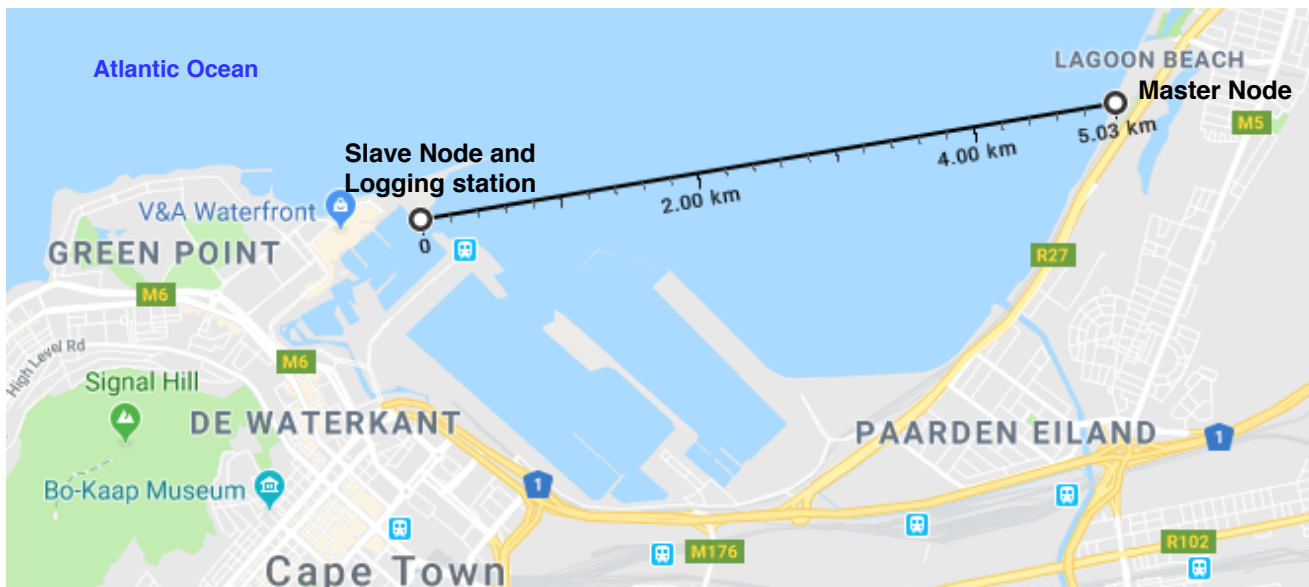 Atlantic Ocean
LAGOON BEACH
Master Node
M5
5.03 km
4.00 km
Slave Node and
Logging station
2.00 km
V&A Waterfront
0
GREEN POINT
R27
M6
High Level Rd
M6
Signal Hill
DE WATERKANT
PAARDEN EILAND
1
Bo-Kaap Museum
1
M176
R102
Cape Town